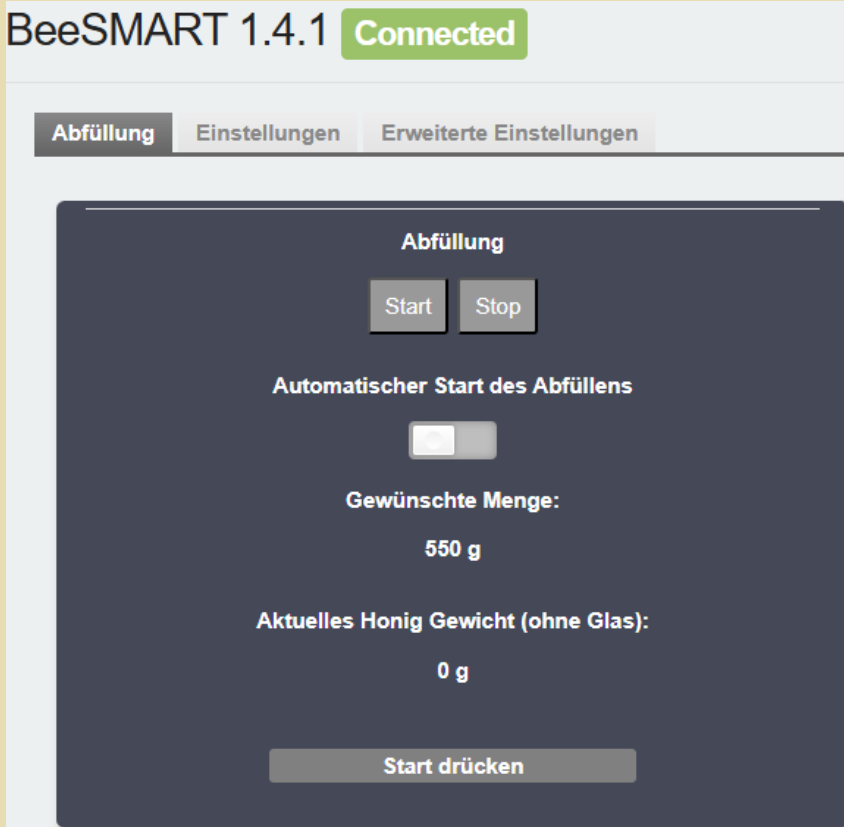 BeeSMART 1.4.1 Connected
Abfüllung Einstellungen Erweiterte Einstellungen
Abfüllung
Start Stop
Automatischer Start des Abfüllens
Gewünschte Menge:
550 g
Aktuelles Honig Gewicht (ohne Glas):
0 g
Start drücken